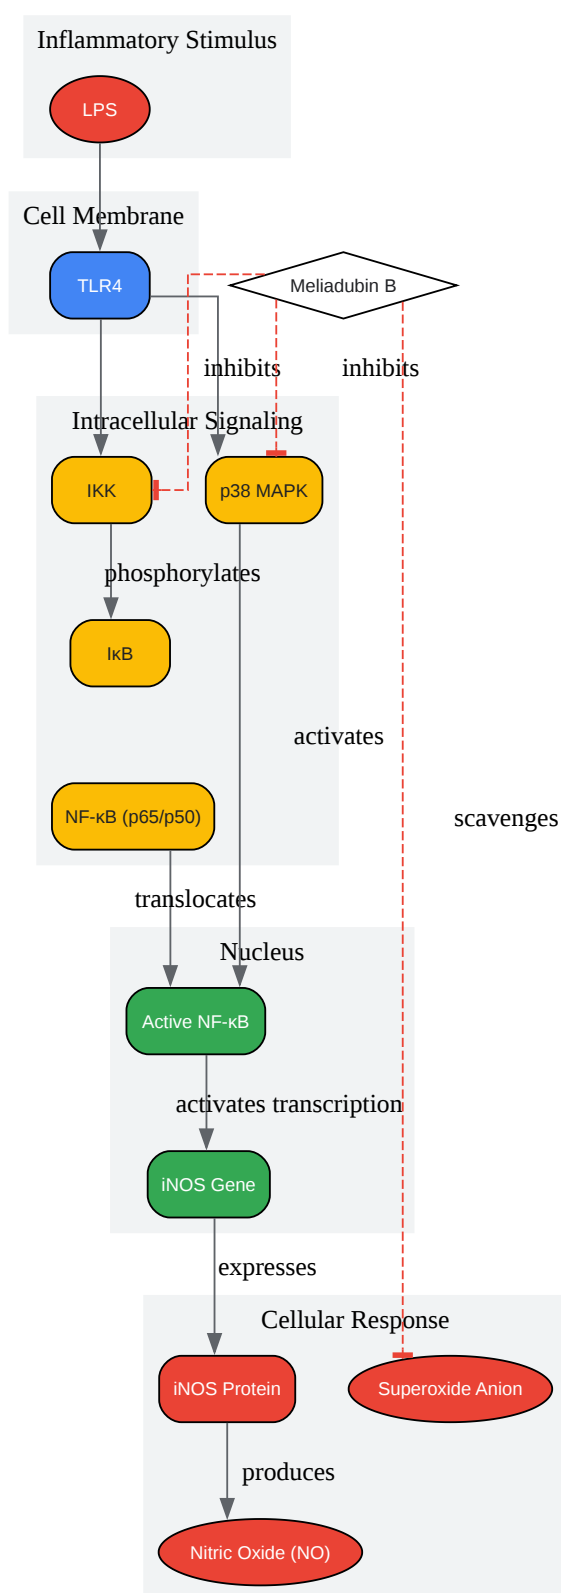 Inflammatory Stimulus
LPS
Cell Membrane
TLR4
Meliadubin B
inhibits
inhibits
Intracellular Signaling
IKK
p38 MAPK
phosphorylates
IκB
activates
NF-κB (p65/p50)
scavenges
translocates
Nucleus
Active NF-κB
activates transcription
iNOS Gene
expresses
Cellular Response
iNOS Protein
Superoxide Anion
produces
Nitric Oxide (NO)